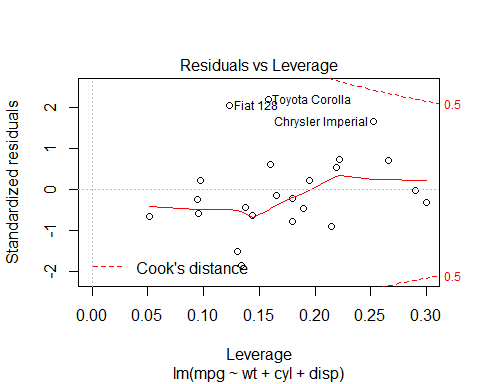 Residuals vs Leverage
Standardized residuals
2
1
0
-1
-2
Fiat 128
Toyota Corolla
Chrysler Imperial
0.5
0.5
Cook's distance
0.00 0.05 0.10 0.15 0.20 0.25 0.30
Leverage
lm(mpg ~ wt + cyl + disp)